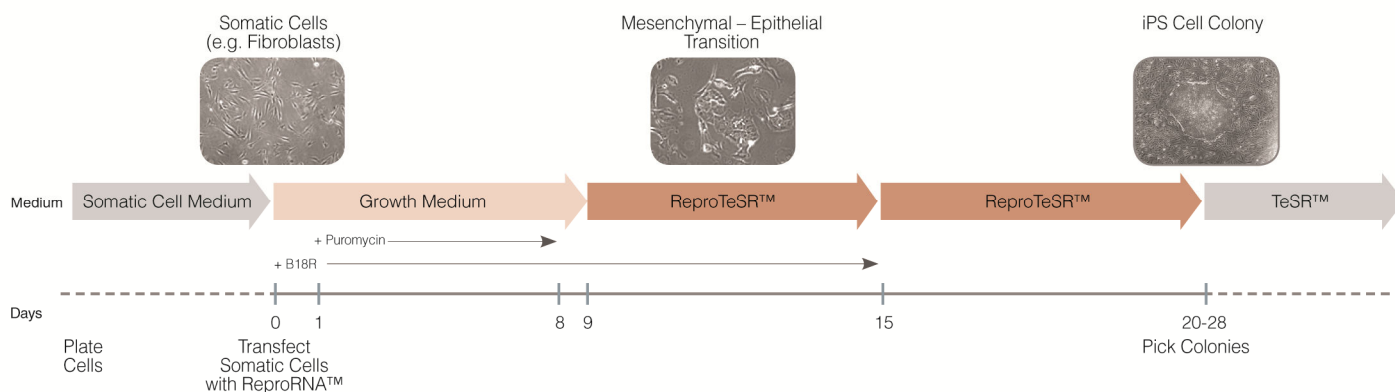 Somatic Cells
(e.g. Fibroblasts)
Mesenchymal – Epithelial
Transition
iPS Cell Colony
Medium
Somatic Cell Medium
Growth Medium
ReproTeSR™
ReproTeSR™
TeSR™
+ Puromycin
+ B18R
Days
0
1
8
9
15
20-28
Plate
Cells
Transfect
Somatic Cells
with ReproRNA™
Pick Colonies